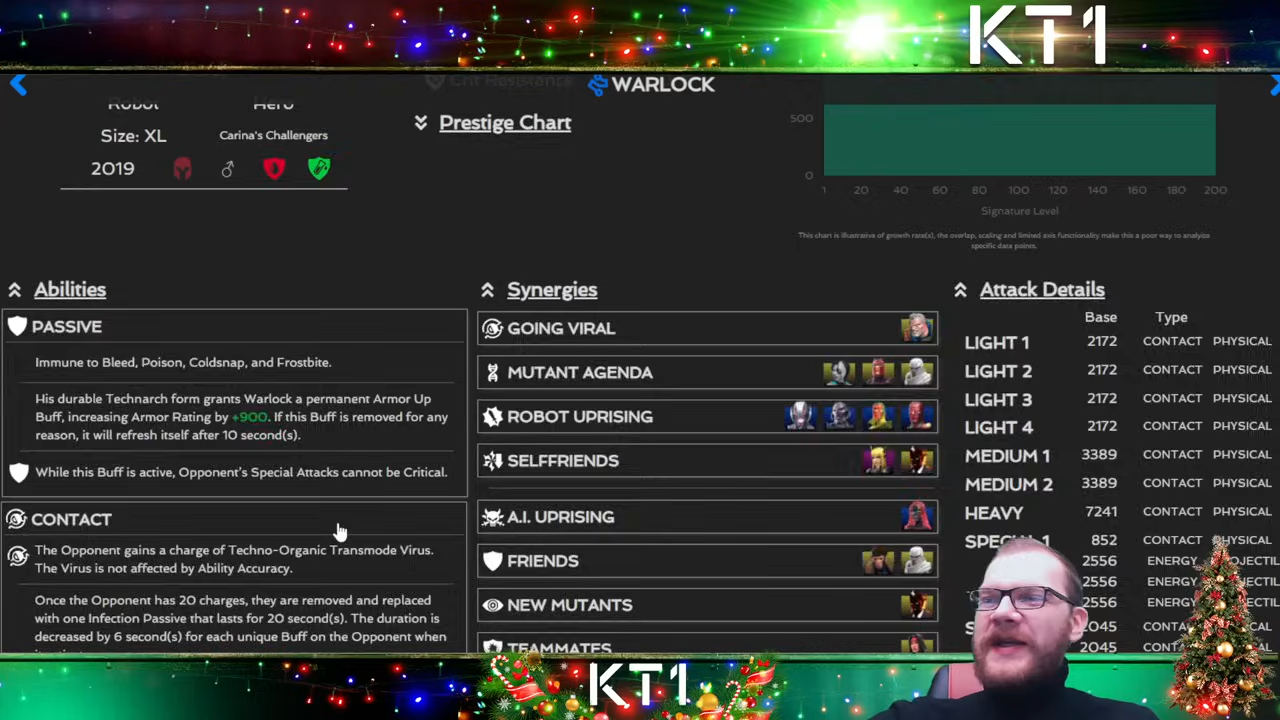 KT1
Crit Resistance
WARLOCK
Robot
Hero
Size: XL
Carina's Challengers
2019
Prestige Chart
500
0
1 20 40 60 80 100 120 140 160 180 200
Signature Level
This chart is illustrative of growth rate(s), the overlap, scaling and limited axis functionality make this a poor way to analyize
specific data points.
Abilities
PASSIVE
Immune to Bleed, Poison, Coldsnap, and Frostbite.
His durable Technarch form grants Warlock a permanent Armor Up
Buff, increasing Armor Rating by +900. If this Buff is removed for any
reason, it will refresh itself after 10 second(s).
While this Buff is active, Opponent's Special Attacks cannot be Critical.
CONTACT
The Opponent gains a charge of Techno-Organic Transmode Virus.
The Virus is not affected by Ability Accuracy.
Once the Opponent has 20 charges, they are removed and replaced
with one Infection Passive that lasts for 20 second(s). The duration is
decreased by 6 second(s) for each unique Buff on the Opponent when
Synergies
GOING VIRAL
MUTANT AGENDA
ROBOT UPRISING
SELFFRIENDS
A.I. UPRISING
FRIENDS
NEW MUTANTS
TEAMMATES
Attack Details
Base Type
LIGHT 1 2172 CONTACT PHYSICAL
LIGHT 2 2172 CONTACT PHYSICAL
LIGHT 3 2172 CONTACT PHYSICAL
LIGHT 4 2172 CONTACT PHYSICAL
MEDIUM 1 3389 CONTACT PHYSICAL
MEDIUM 2 3389 CONTACT PHYSICAL
HEAVY 7241 CONTACT PHYSICAL
SPECIAL 1 852 CONTACT PHYSICAL
2556 ENERGY PROJECTIL
2556 ENERGY
2556 ENERGY
2045
2045
KT1